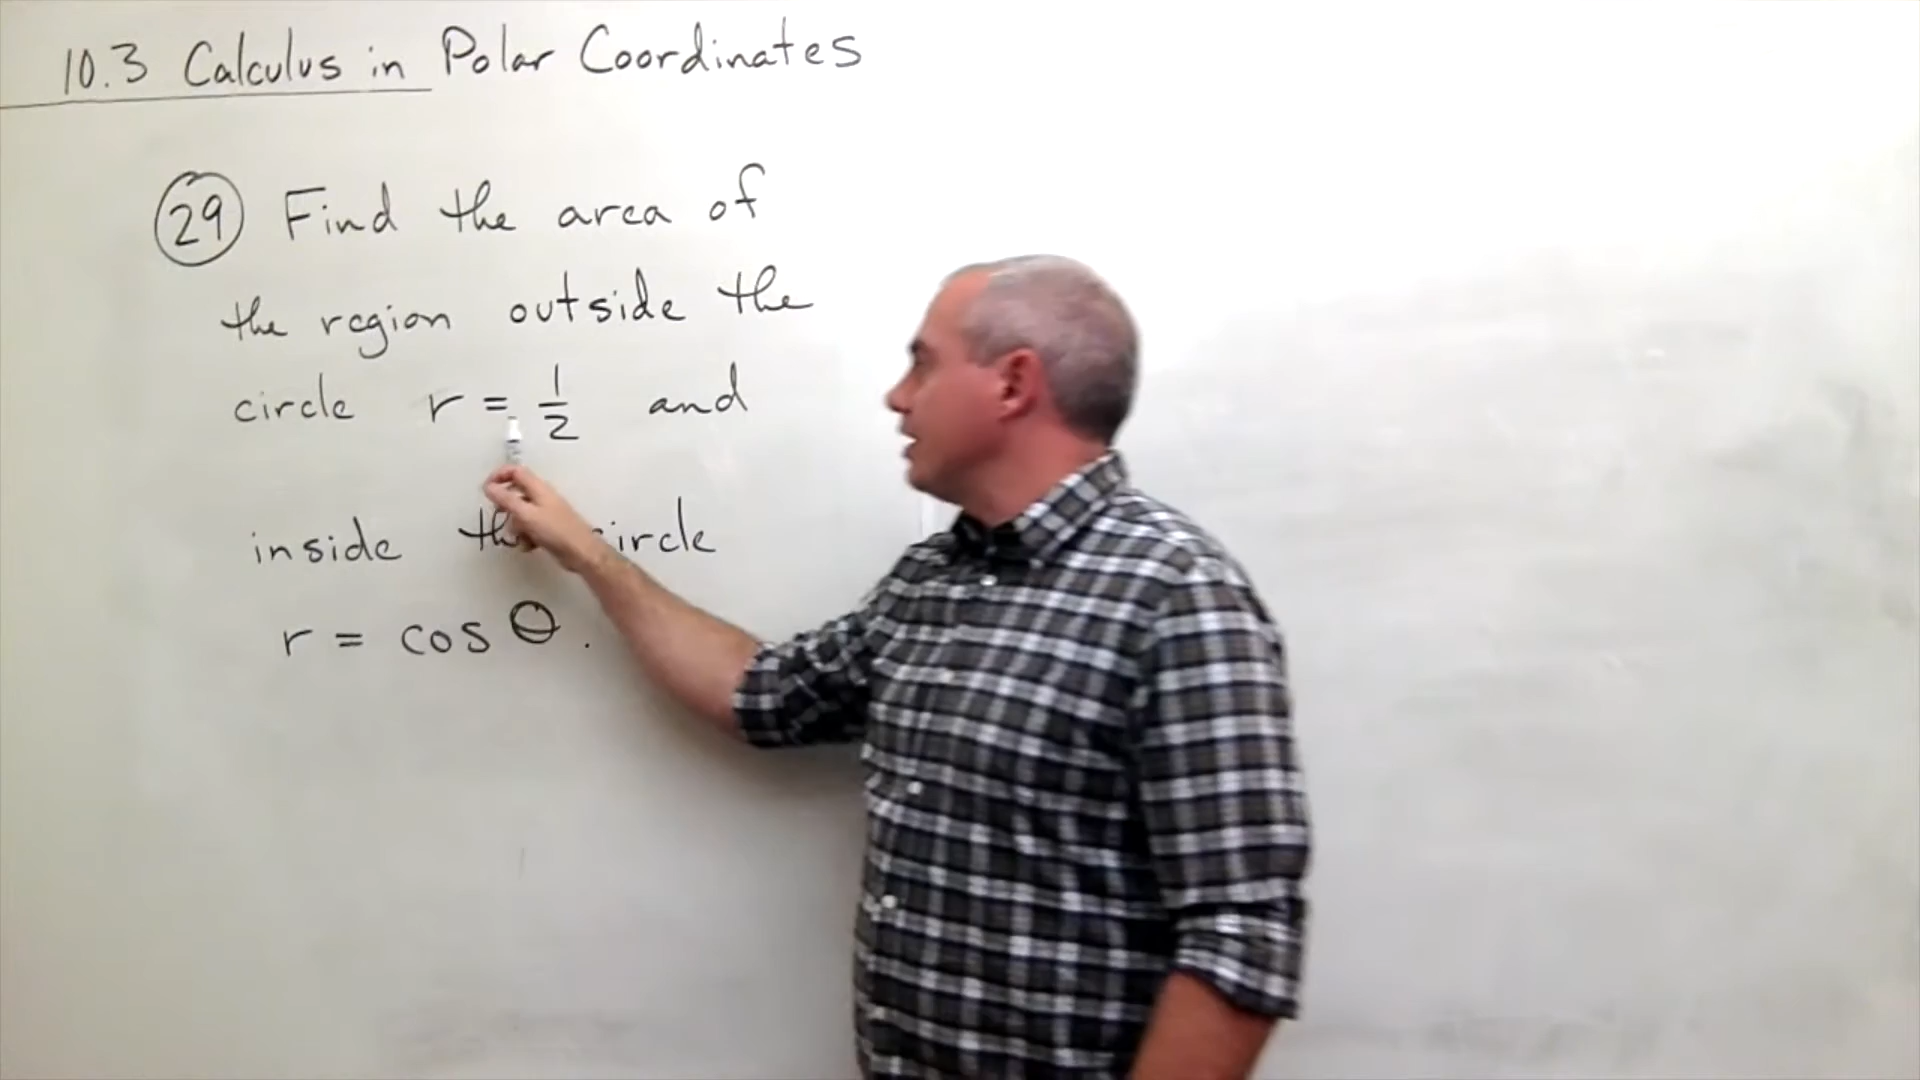 10.3 Calculus in Polar Coordinates
29 Find the area of
the region outside the
circle r = 1/2 and
inside the circle
r = cos θ.